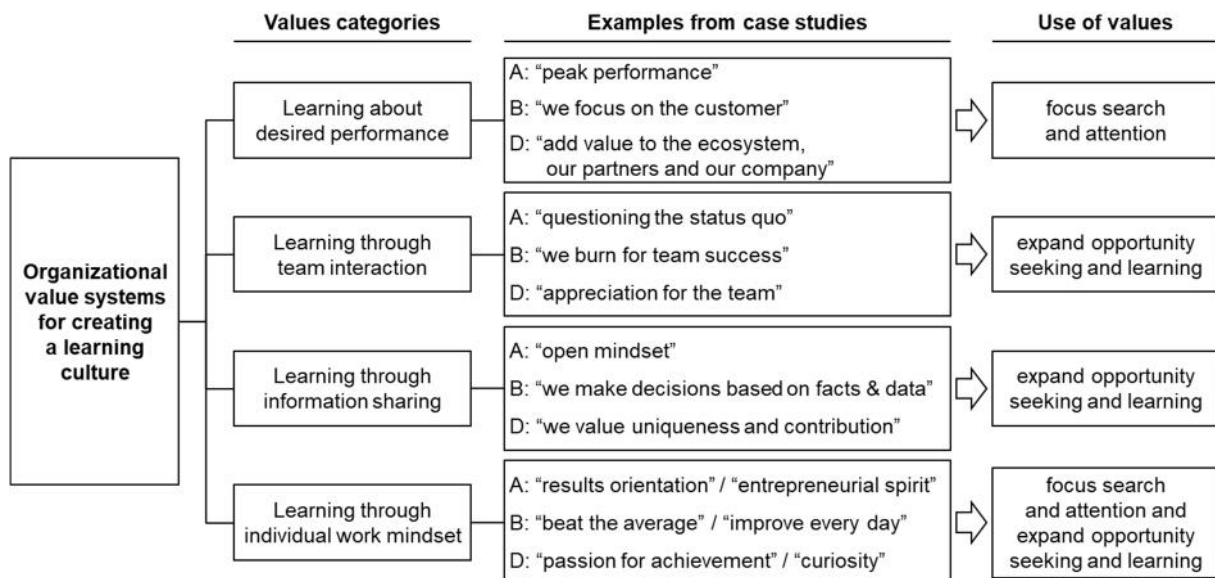 Values categories
Examples from case studies
Use of values
Organizational
value systems
for creating
a learning
culture
Learning about
desired performance
A: “peak performance”
B: “we focus on the customer”
D: “add value to the ecosystem,
our partners and our company”
focus search
and attention
Learning through
team interaction
A: “questioning the status quo”
B: “we burn for team success”
D: “appreciation for the team”
expand opportunity
seeking and learning
Learning through
information sharing
A: “open mindset”
B: “we make decisions based on facts & data”
D: “we value uniqueness and contribution”
expand opportunity
seeking and learning
Learning through
individual work mindset
A: “results orientation” / “entrepreneurial spirit”
B: “beat the average” / “improve every day”
D: “passion for achievement” / “curiosity”
focus search
and attention and
expand opportunity
seeking and learning